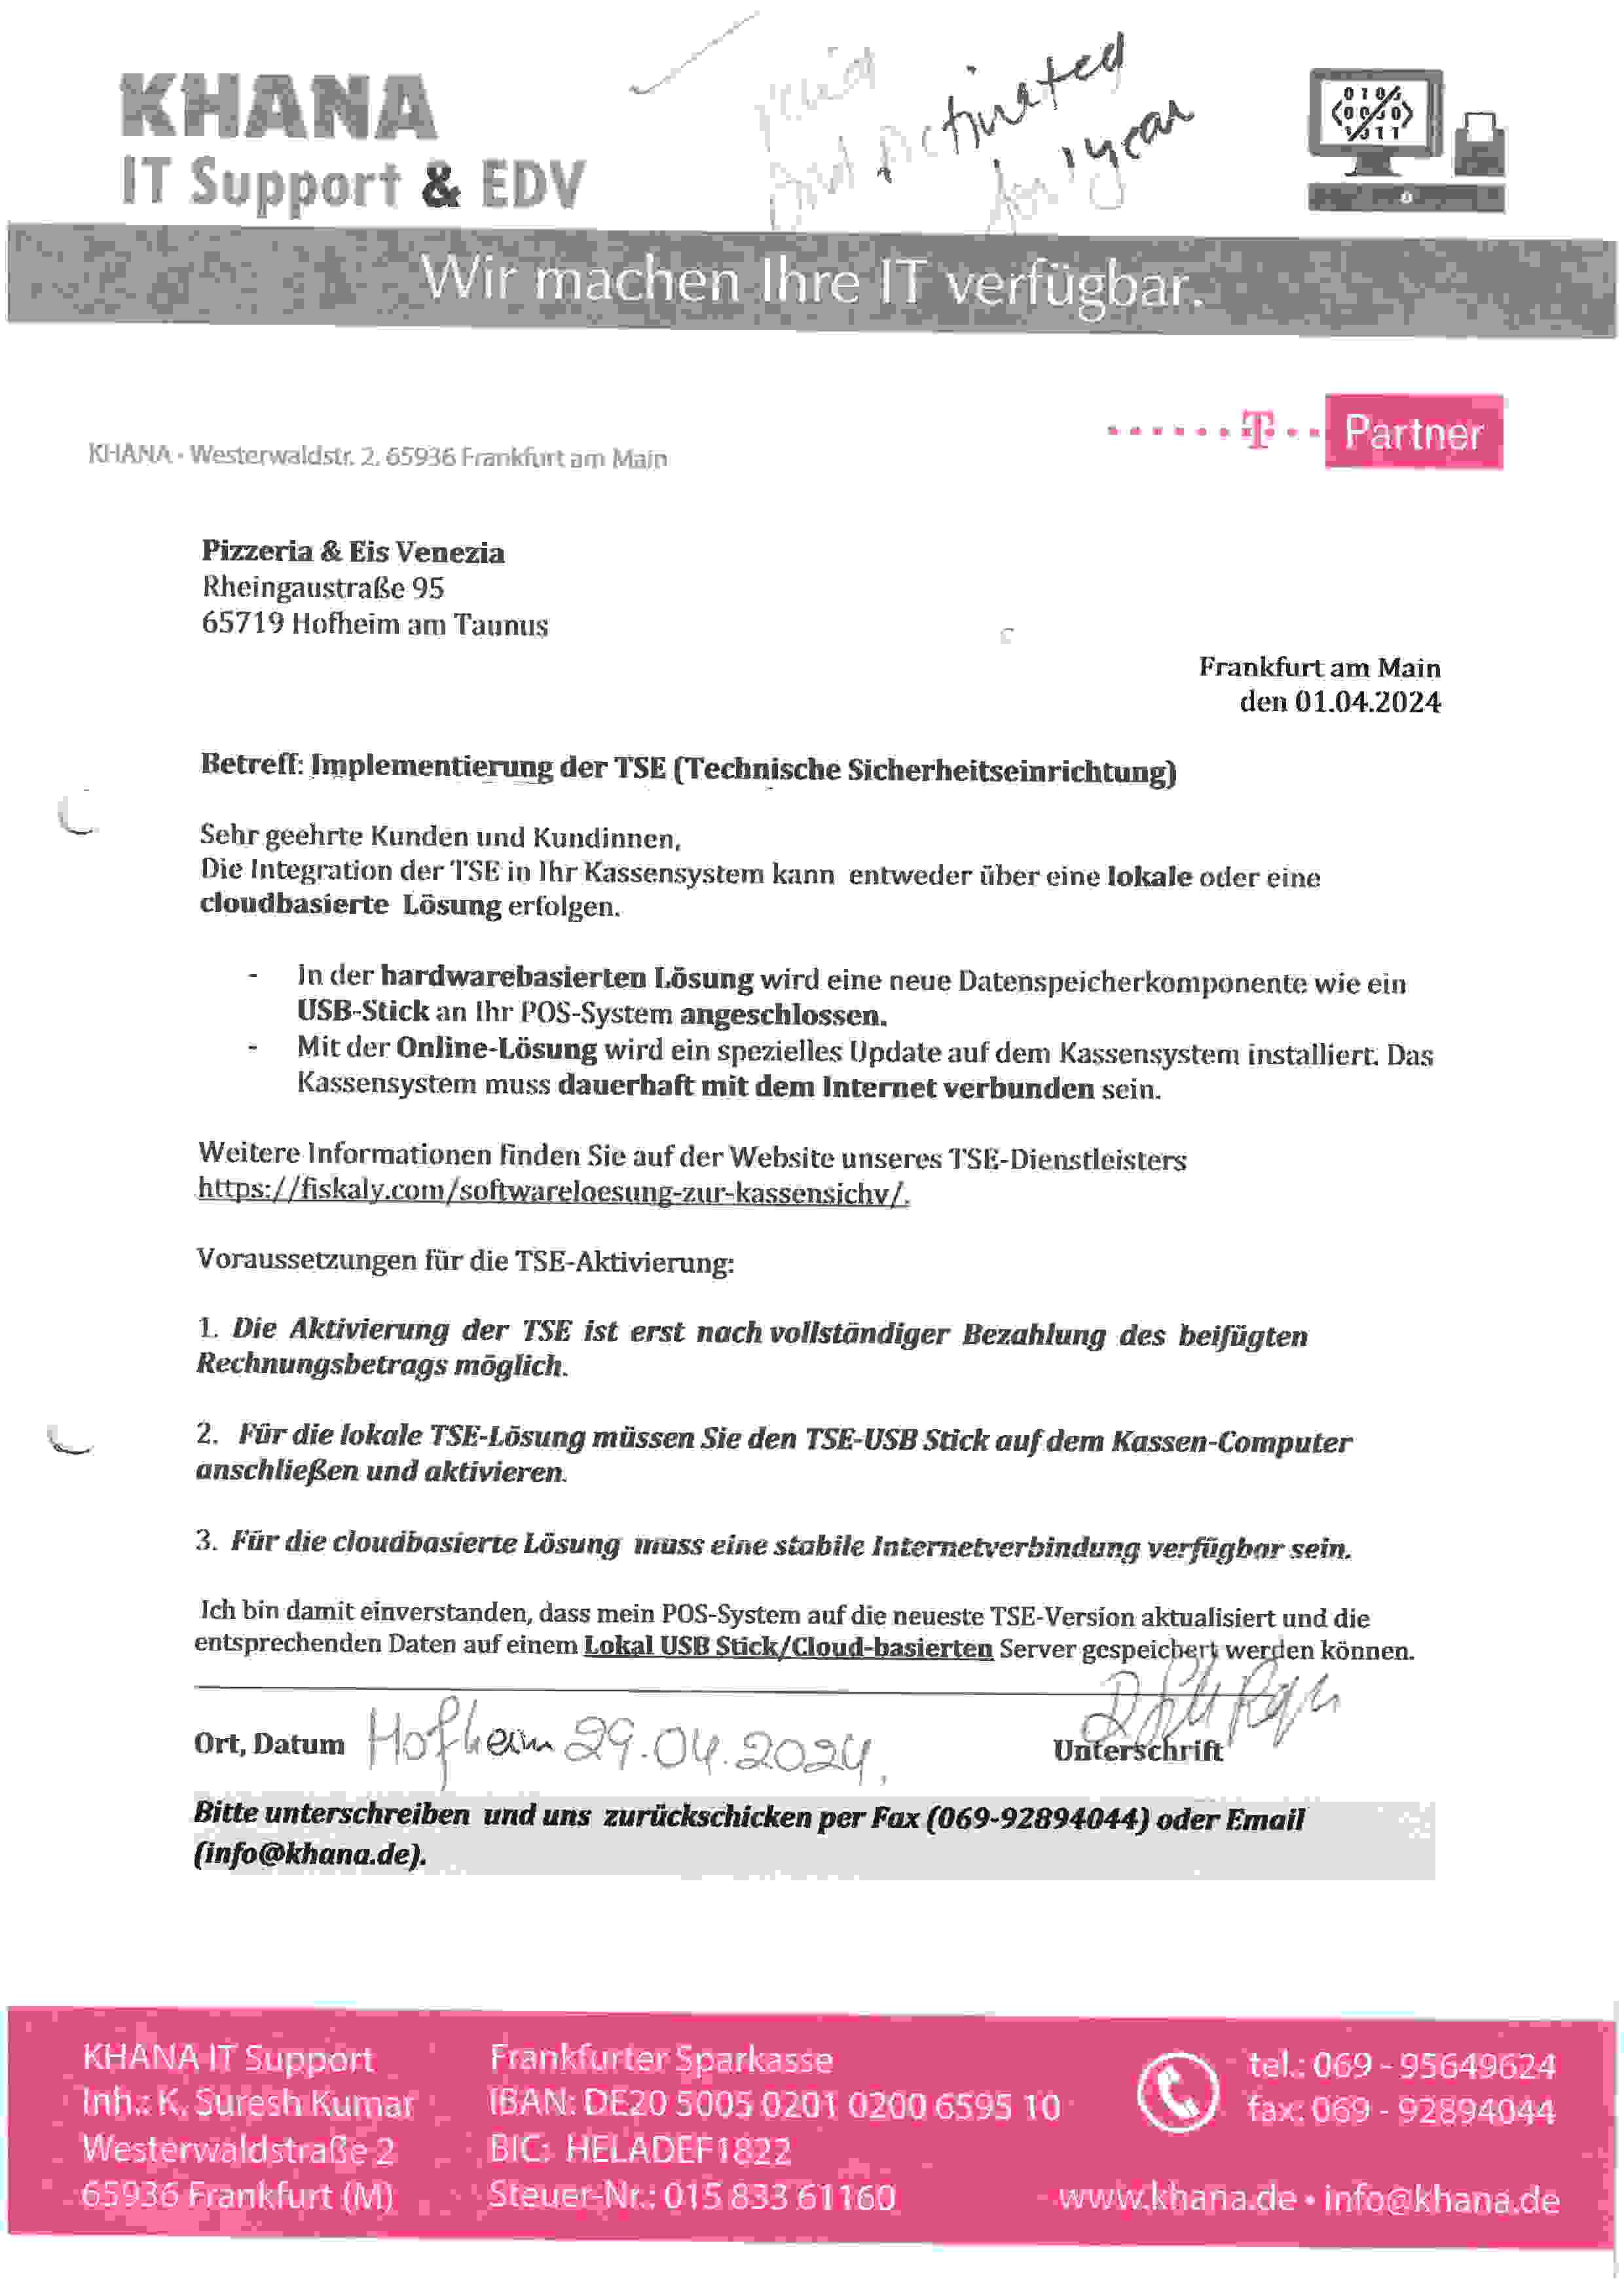 KHANA
IT Support & EDV
paid
and activated
for 1 year
Wir machen Ihre IT verfügbar.
T Partner
KHANA · Westerwaldstr. 2, 65936 Frankfurt am Main
Pizzeria & Eis Venezia
Rheingaustraße 95
65719 Hofheim am Taunus
Frankfurt am Main
den 01.04.2024
Betreff: Implementierung der TSE (Technische Sicherheitseinrichtung)
Sehr geehrte Kunden und Kundinnen,
Die Integration der TSE in Ihr Kassensystem kann entweder über eine lokale oder eine
cloudbasierte Lösung erfolgen.
- In der hardwarebasierten Lösung wird eine neue Datenspeicherkomponente wie ein
USB-Stick an Ihr POS-System angeschlossen.
- Mit der Online-Lösung wird ein spezielles Update auf dem Kassensystem installiert. Das
Kassensystem muss dauerhaft mit dem Internet verbunden sein.
Weitere Informationen finden Sie auf der Website unseres TSE-Dienstleisters
https://fiskaly.com/softwareloesung-zur-kassensichv/.
Voraussetzungen für die TSE-Aktivierung:
1. Die Aktivierung der TSE ist erst nach vollständiger Bezahlung des beifügten
Rechnungsbetrags möglich.
2. Für die lokale TSE-Lösung müssen Sie den TSE-USB Stick auf dem Kassen-Computer
anschließen und aktivieren.
3. Für die cloudbasierte Lösung muss eine stabile Internetverbindung verfügbar sein.
Ich bin damit einverstanden, dass mein POS-System auf die neueste TSE-Version aktualisiert und die
entsprechenden Daten auf einem Lokal USB Stick/Cloud-basierten Server gespeichert werden können.
Ort, Datum Hofheim 29.04.2024.
Unterschrift
Bitte unterschreiben und uns zurückschicken per Fax (069-92894044) oder Email
(info@khana.de).
KHANA IT Support
Inh.: K. Suresh Kumar
Westerwaldstraße 2
65936 Frankfurt (M)
Frankfurter Sparkasse
IBAN: DE20 5005 0201 0200 6595 10
BIC: HELADEF1822
Steuer-Nr.: 015 833 61160
tel.: 069 - 95649624
fax: 069 - 92894044
www.khana.de • info@khana.de